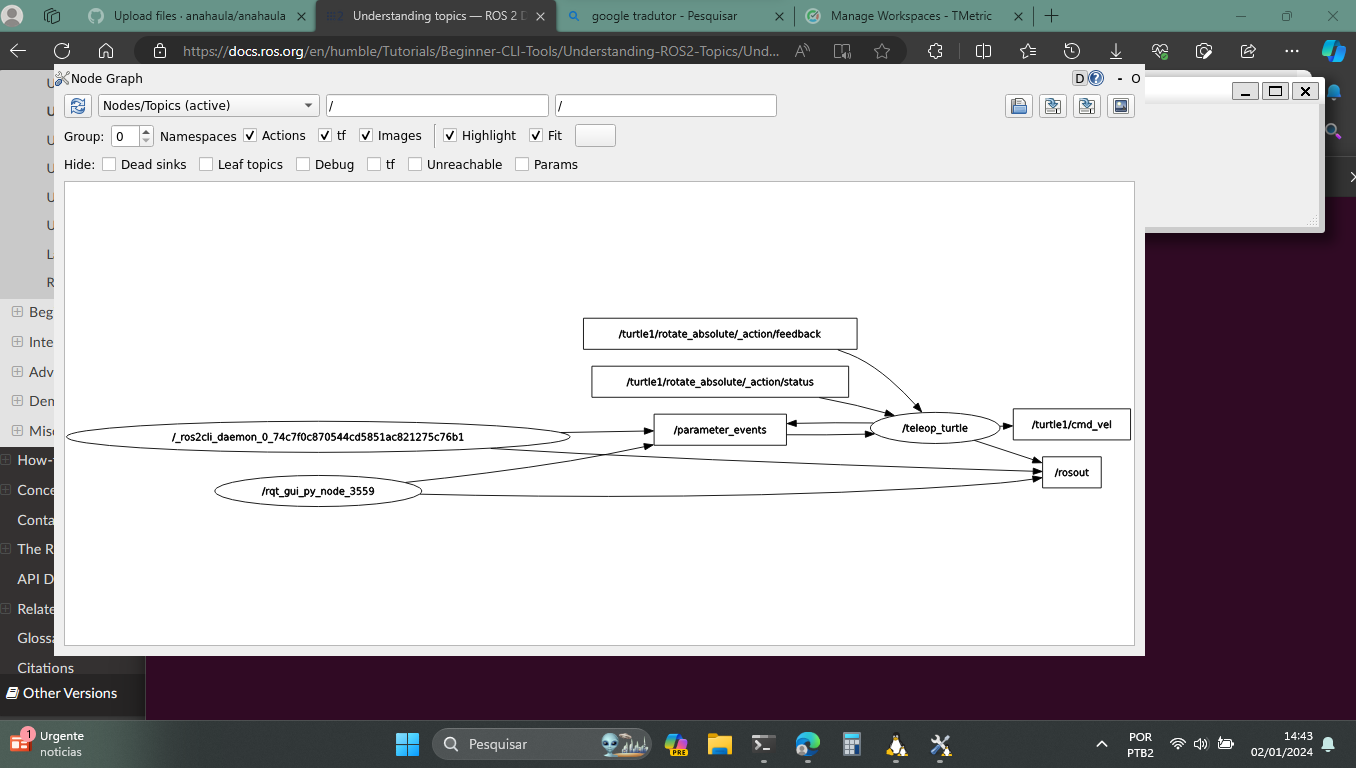 Upload files · anahaula/anahaula
Understanding topics — ROS 2 D
google tradutor - Pesquisar
Manage Workspaces - TMetric
https://docs.ros.org/en/humble/Tutorials/Beginner-CLI-Tools/Understanding-ROS2-Topics/Und...
Node Graph
D - O
Nodes/Topics (active) / /
Group: 0 Namespaces Actions tf Images Highlight Fit
Hide: Dead sinks Leaf topics Debug tf Unreachable Params
/turtle1/rotate_absolute/_action/feedback
/turtle1/rotate_absolute/_action/status
/parameter_events
/teleop_turtle
/turtle1/cmd_vel
/_ros2cli_daemon_0_74c7f0c870544cd5851ac821275c76b1
/rosout
/rqt_gui_py_node_3559
U
U
U
U
U
U
L
R
Beg
Inte
Adv
Den
Misc
How-
Conce
Conta
The R
API D
Relate
Gloss
Citations
Other Versions
1
Urgente
notícias
Pesquisar
PRE
POR
PTB2
14:43
02/01/2024